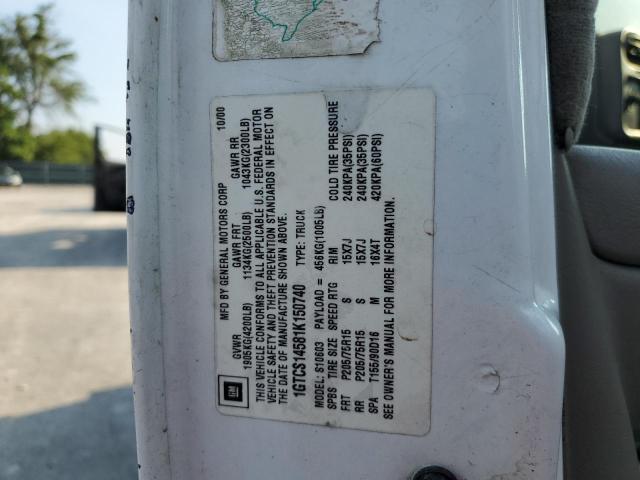 MFD BY GENERAL MOTORS CORP 10/00
GVWR GAWR FRT GAWR RR
1905KG(4200LB) 1134KG(2500LB) 1043KG(2300LB)
THIS VEHICLE CONFORMS TO ALL APPLICABLE U.S. FEDERAL MOTOR
VEHICLE SAFETY AND THEFT PREVENTION STANDARDS IN EFFECT ON
THE DATE OF MANUFACTURE SHOWN ABOVE.
1GTCS14581K150740 TYPE: TRUCK
MODEL: S10603 PAYLOAD = 456KG(1005LB)
SPBS TIRE SIZE SPEED RTG RIM COLD TIRE PRESSURE
FRT P205/75R15 S 15X7J 240KPA(35PSI)
RR P205/75R15 S 15X7J 240KPA(35PSI)
SPA T155/90D16 M 16X4T 420KPA(60PSI)
SEE OWNER'S MANUAL FOR MORE INFORMATION.
GM